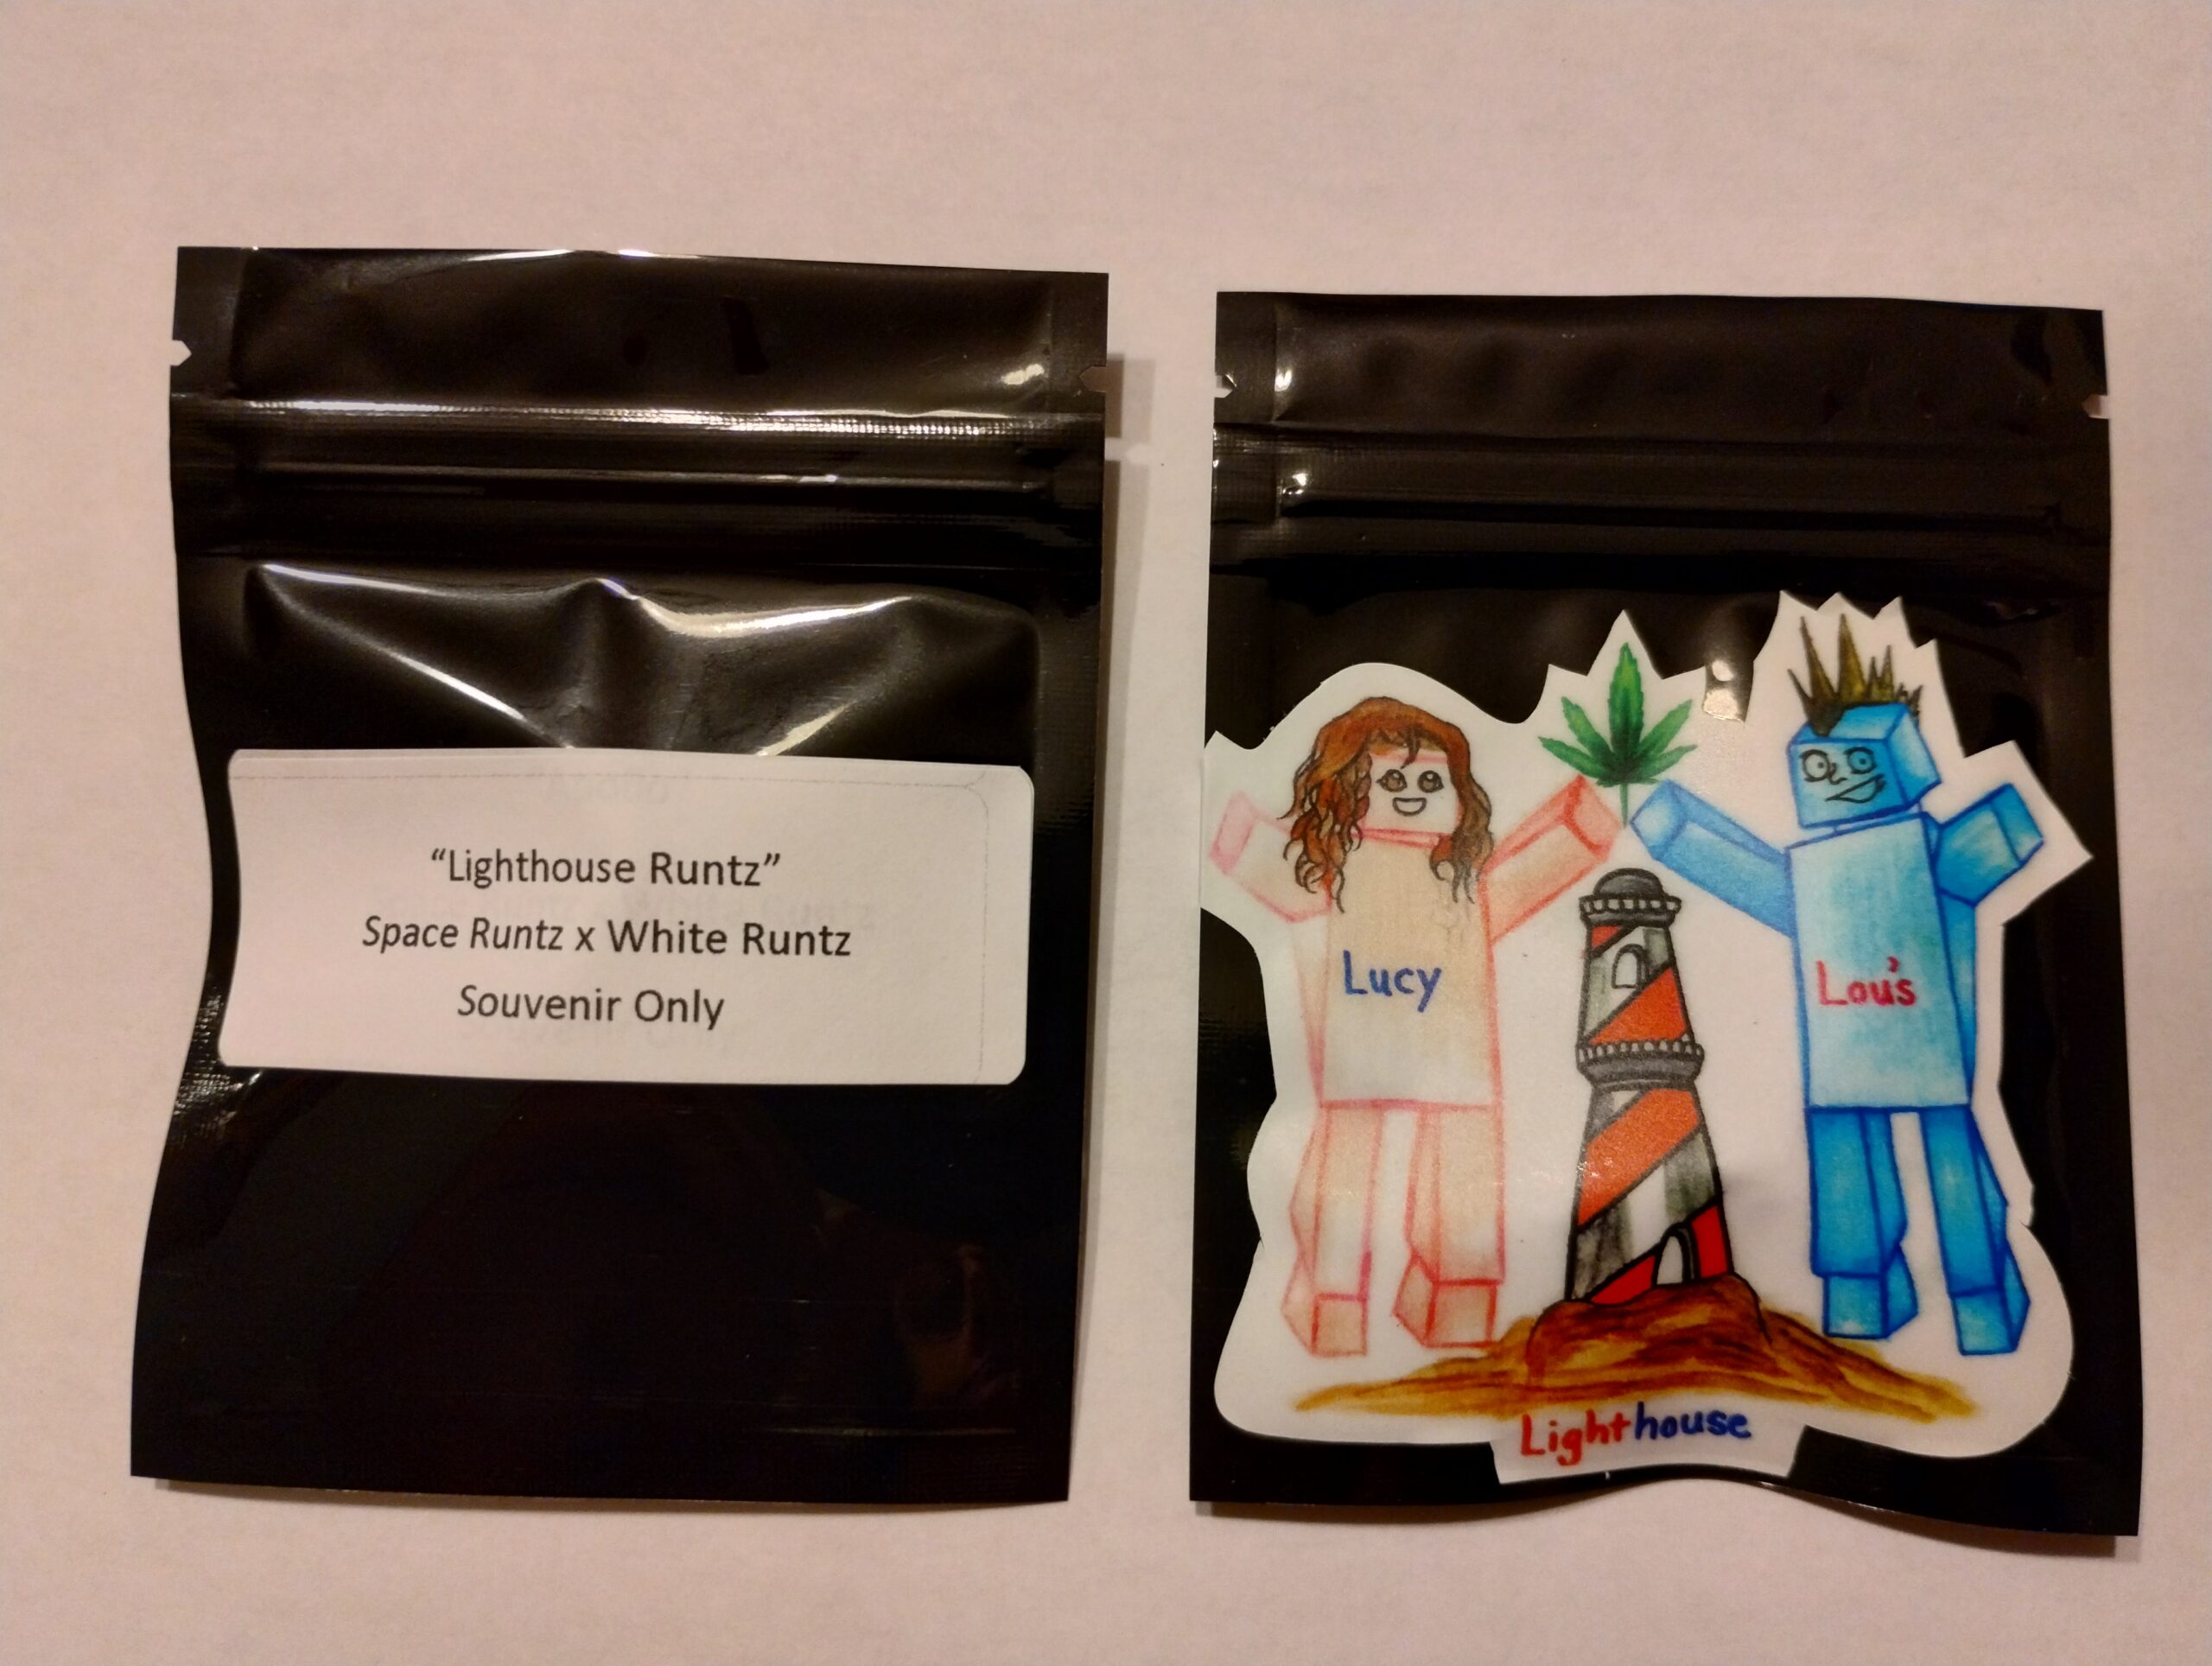 “Lighthouse Runtz”
Space Runtz x White Runtz
Souvenir Only
Lucy
Lou's
Lighthouse